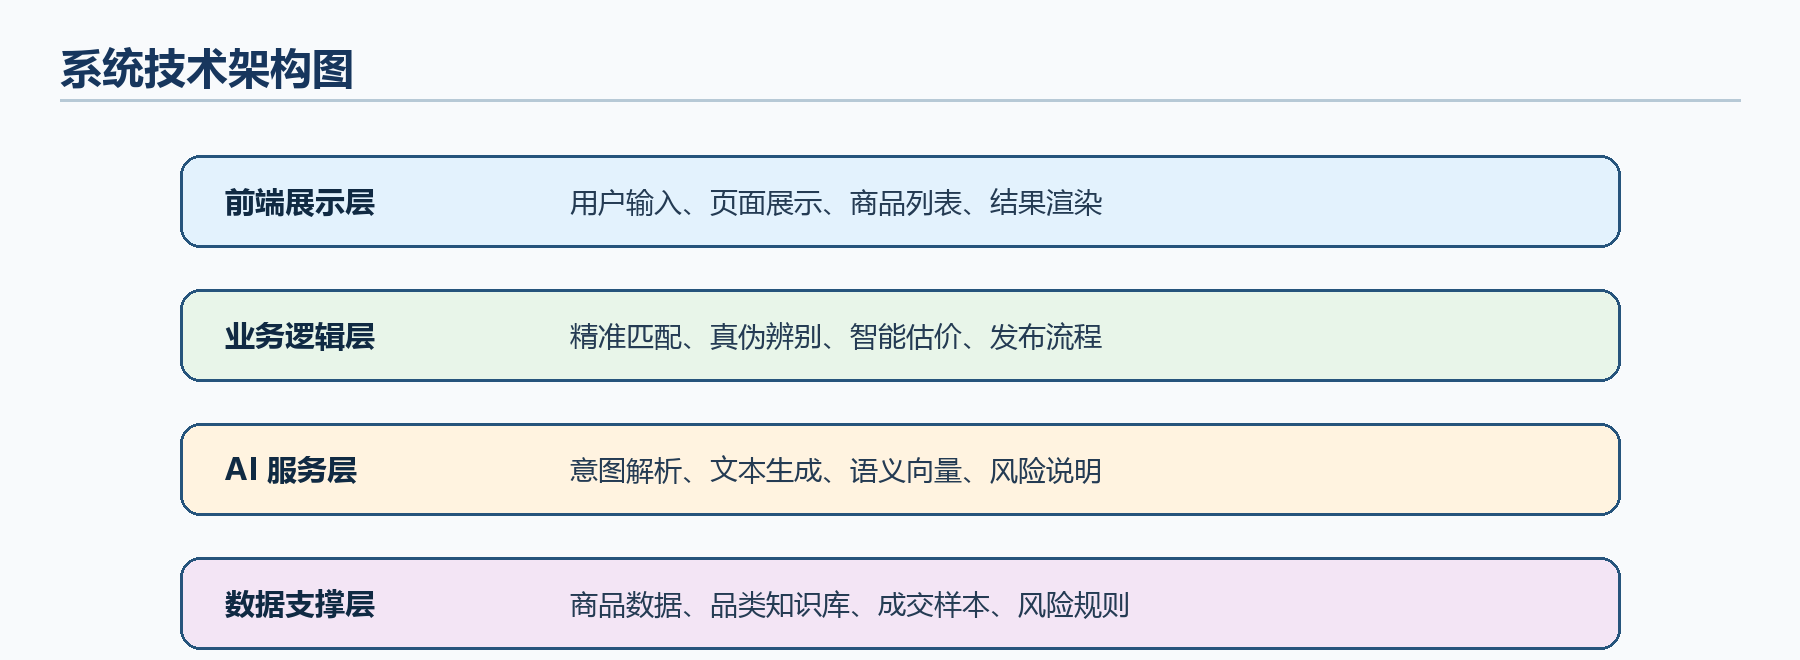 系统技术架构图
前端展示层 用户输入、页面展示、商品列表、结果渲染
业务逻辑层 精准匹配、真伪辨别、智能估价、发布流程
AI 服务层 意图解析、文本生成、语义向量、风险说明
数据支撑层 商品数据、品类知识库、成交样本、风险规则